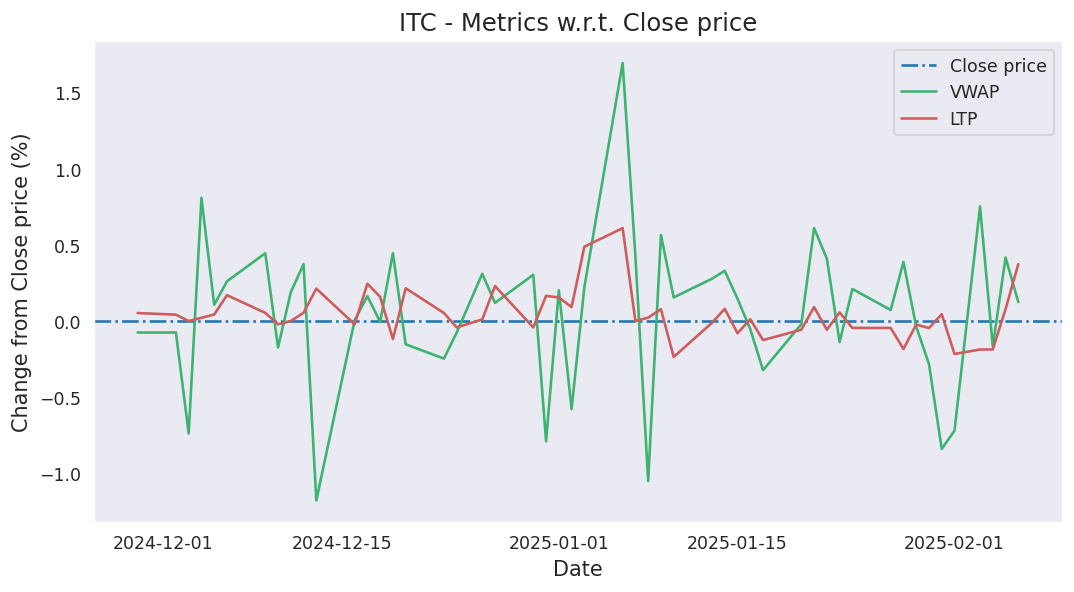 ITC - Metrics w.r.t. Close price
Close price
VWAP
LTP
Change from Close price (%)
1.5
1.0
0.5
0.0
−0.5
−1.0
2024-12-01
2024-12-15
2025-01-01
2025-01-15
2025-02-01
Date